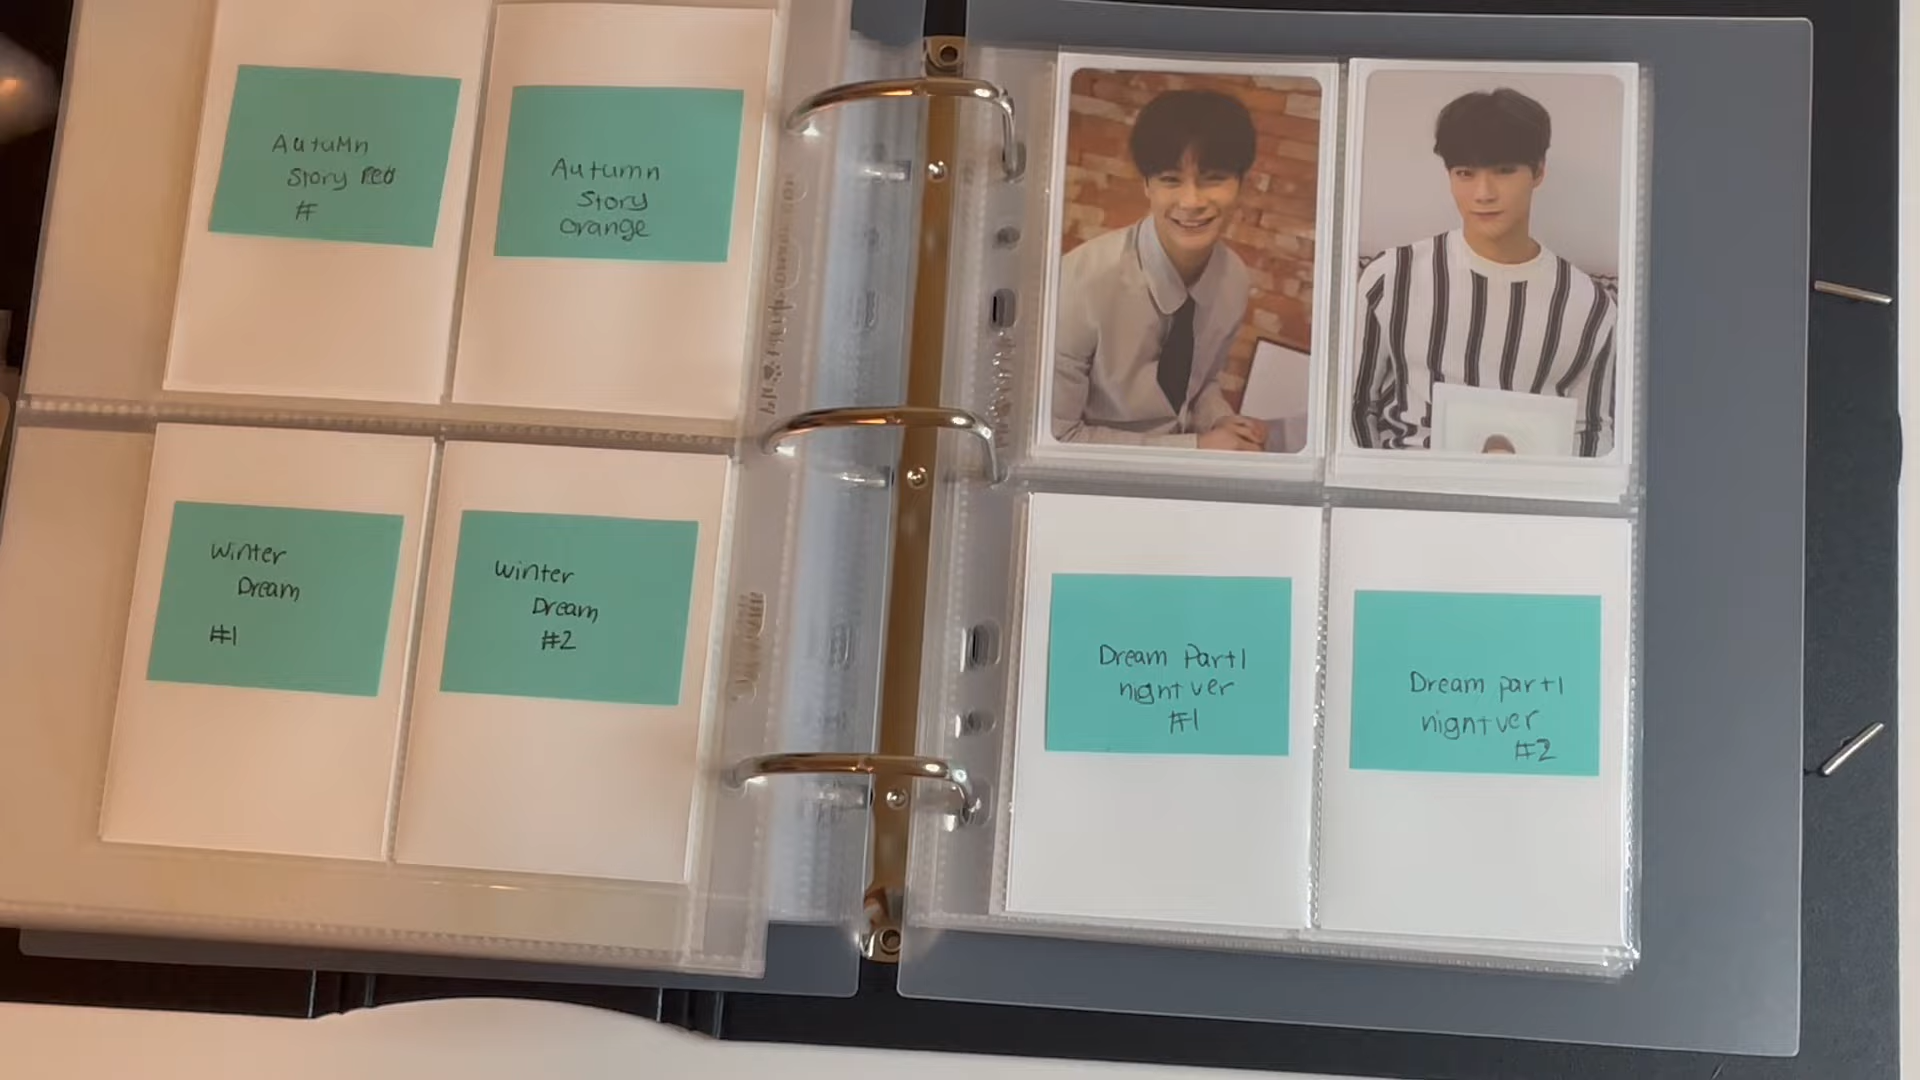 AutuMn
Story Red
#
Autumn
Story
orange
Winter
Dream
#1
winter
Dream
#2
Dream Part1
night ver
#1
Dream part1
night ver
#2